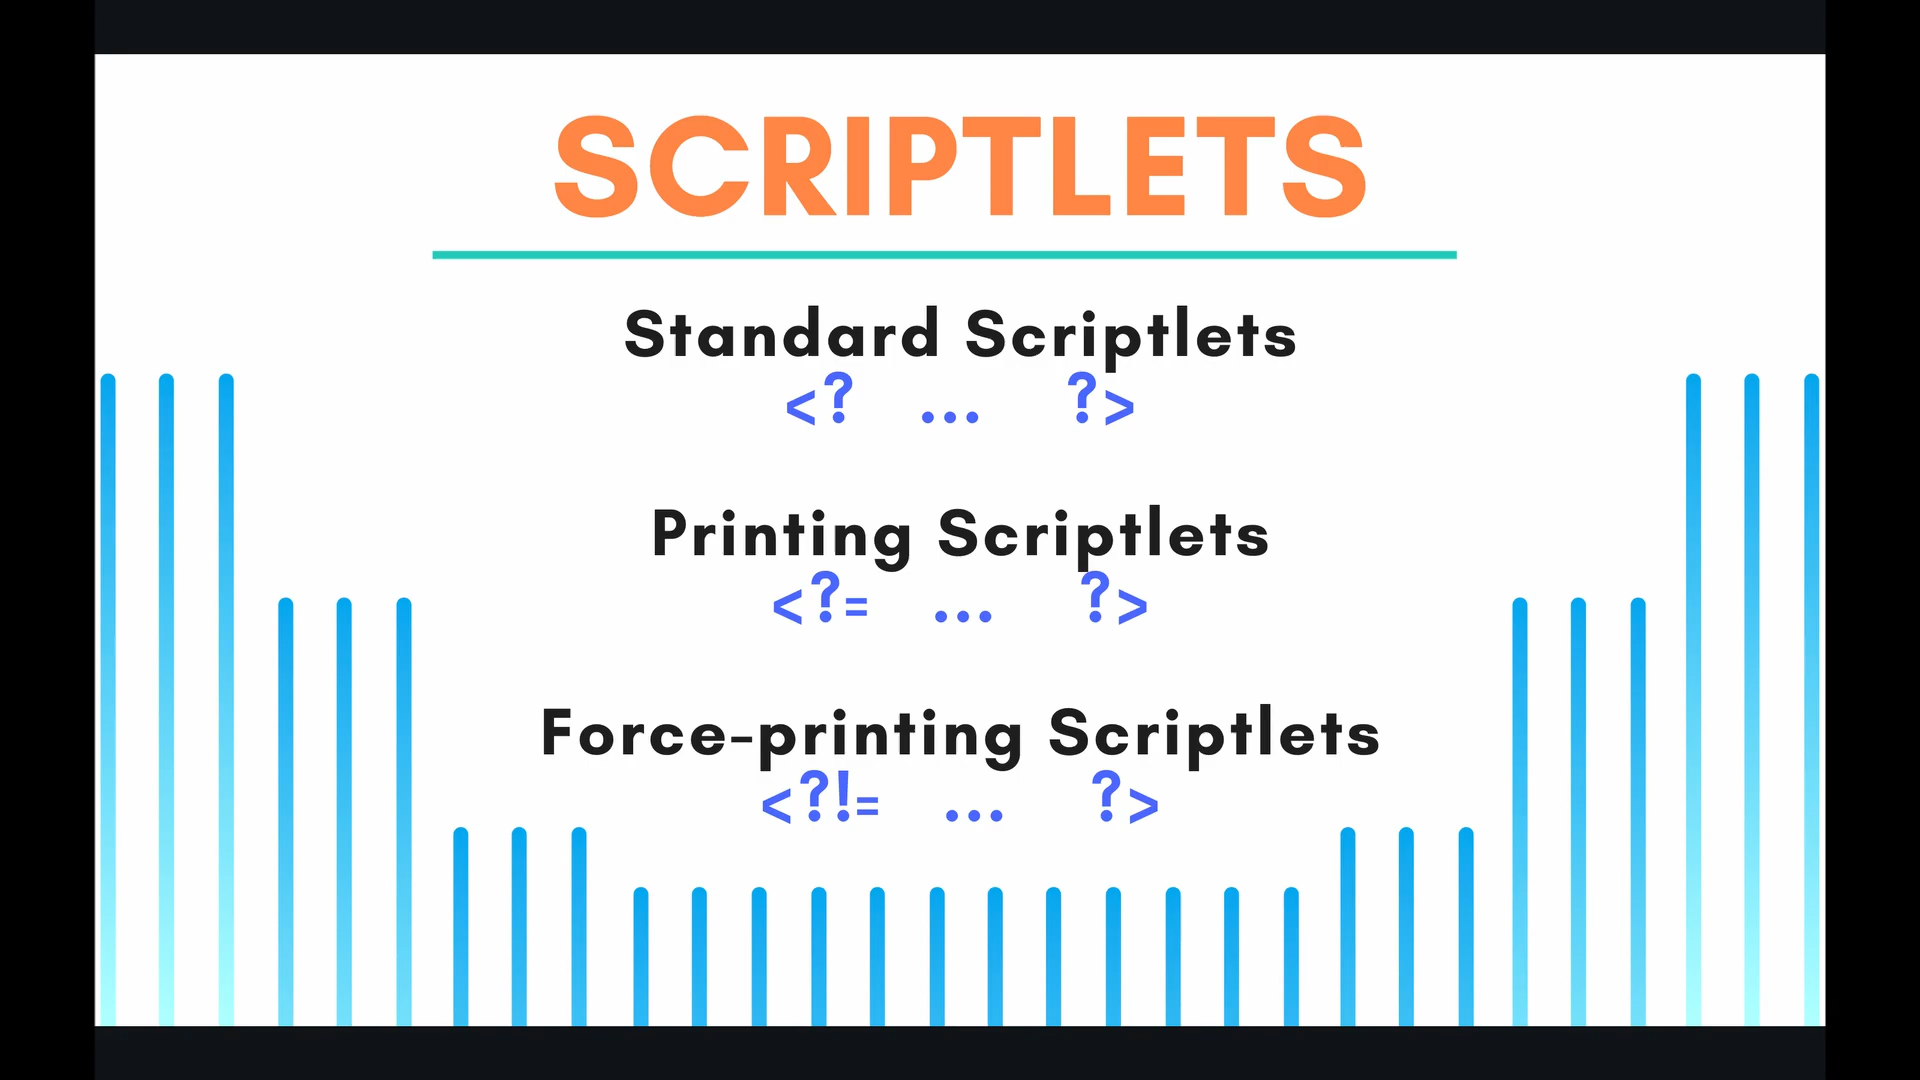 SCRIPTLETS
Standard Scriptlets
<? ... ?>
Printing Scriptlets
<?= ... ?>
Force-printing Scriptlets
<?!= ... ?>